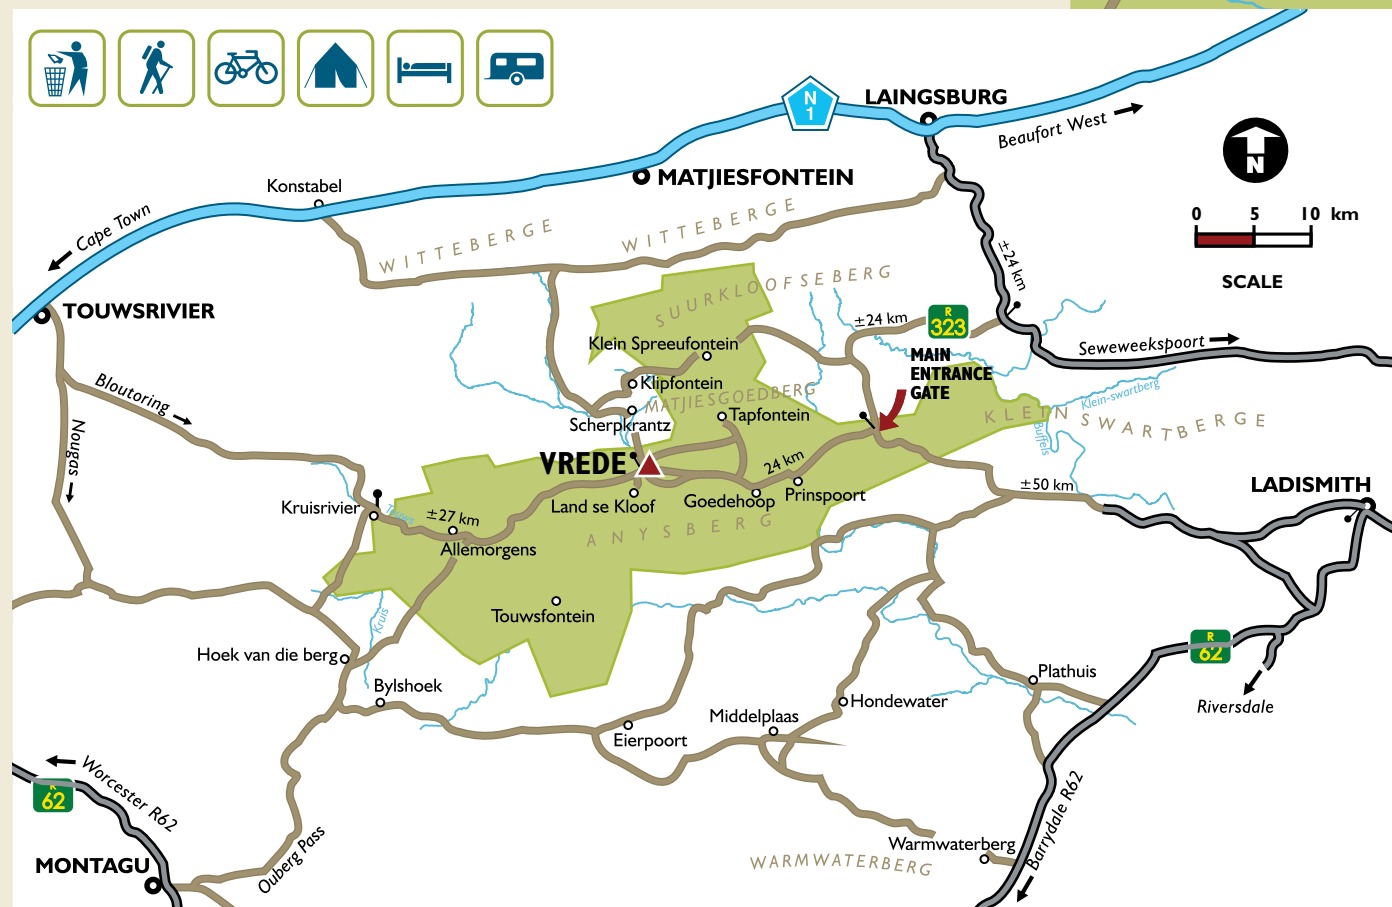 N
1
LAINGSBURG
Beaufort West
N
MATJIESFONTEIN
Konstabel
Cape Town
WITTEBERGE
WITTEBERGE
0 5 10 km
SCALE
±24 km
SUURKLOOFSEBERG
TOUWSRIVIER
±24 km
R
323
Seweweekspoort
Klein Spreeufontein
MAIN
ENTRANCE
GATE
Bloutoring
Klipfontein
MATJIESGOEDBERG
Klein-swartberg
Scherpkrantz
Tapfontein
KLEIN SWARTBERGE
Buffels
Nougas
VREDE
24 km
±50 km
LADISMITH
Kruisrivier
Touws
±27 km
Land se Kloof
Goedehoop
Prinspoort
ANYSBERG
Allemorgens
Touwsfontein
Kruis
R
62
Hoek van die berg
Bylshoek
Plathuis
Riversdale
Hondewater
Middelplaas
Eierpoort
Worcester R62
R
62
Barrydale R62
Ouberg Pass
Warmwaterberg
WARMWATERBERG
MONTAGU